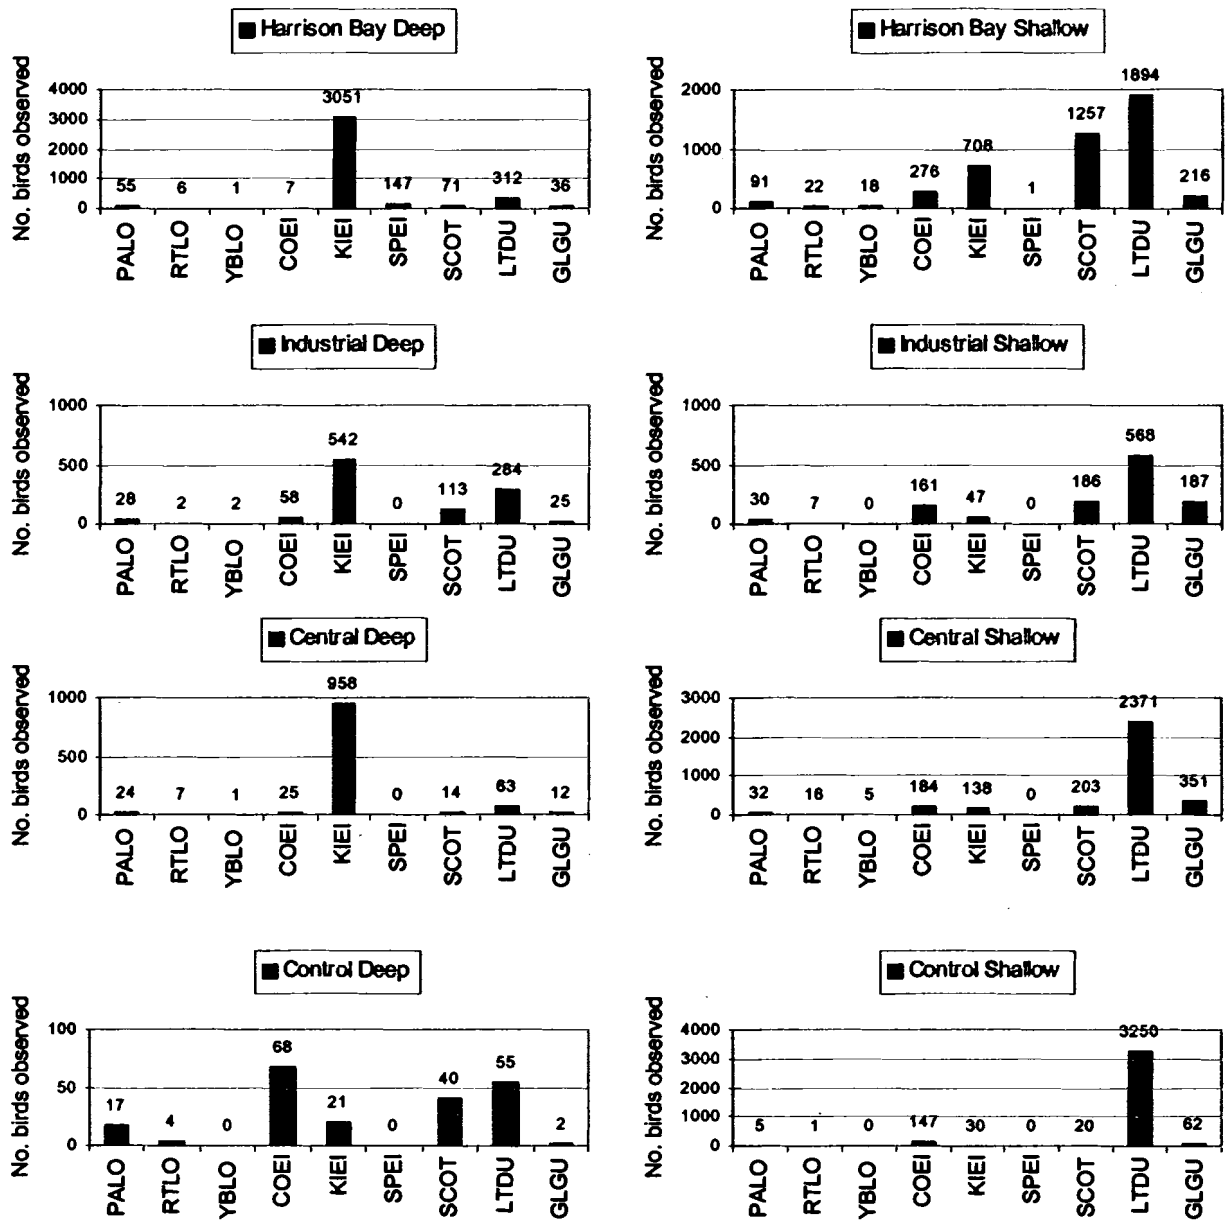 Harrison Bay Deep
No. birds observed
4000
3000
2000
1000
0
55 6 1 7 3051 147 71 312 36
PALO RTLO YBLO COEI KIEI SPEI SCOT LTDU GLGU
Harrison Bay Shallow
No. birds observed
2000
1000
0
91 22 18 276 708 1 1257 1894 216
PALO RTLO YBLO COEI KIEI SPEI SCOT LTDU GLGU
Industrial Deep
No. birds observed
1000
500
0
28 2 2 58 542 0 113 284 25
PALO RTLO YBLO COEI KIEI SPEI SCOT LTDU GLGU
Industrial Shallow
No. birds observed
1000
500
0
30 7 0 161 47 0 186 568 187
PALO RTLO YBLO COEI KIEI SPEI SCOT LTDU GLGU
Central Deep
No. birds observed
1000
500
0
24 7 1 25 958 0 14 63 12
PALO RTLO YBLO COEI KIEI SPEI SCOT LTDU GLGU
Central Shallow
No. birds observed
3000
2000
1000
0
32 16 5 184 138 0 203 2371 351
PALO RTLO YBLO COEI KIEI SPEI SCOT LTDU GLGU
Control Deep
No. birds observed
100
50
0
17 4 0 68 21 0 40 55 2
PALO RTLO YBLO COEI KIEI SPEI SCOT LTDU GLGU
Control Shallow
No. birds observed
4000
3000
2000
1000
0
5 1 0 147 30 0 20 3250 62
PALO RTLO YBLO COEI KIEI SPEI SCOT LTDU GLGU